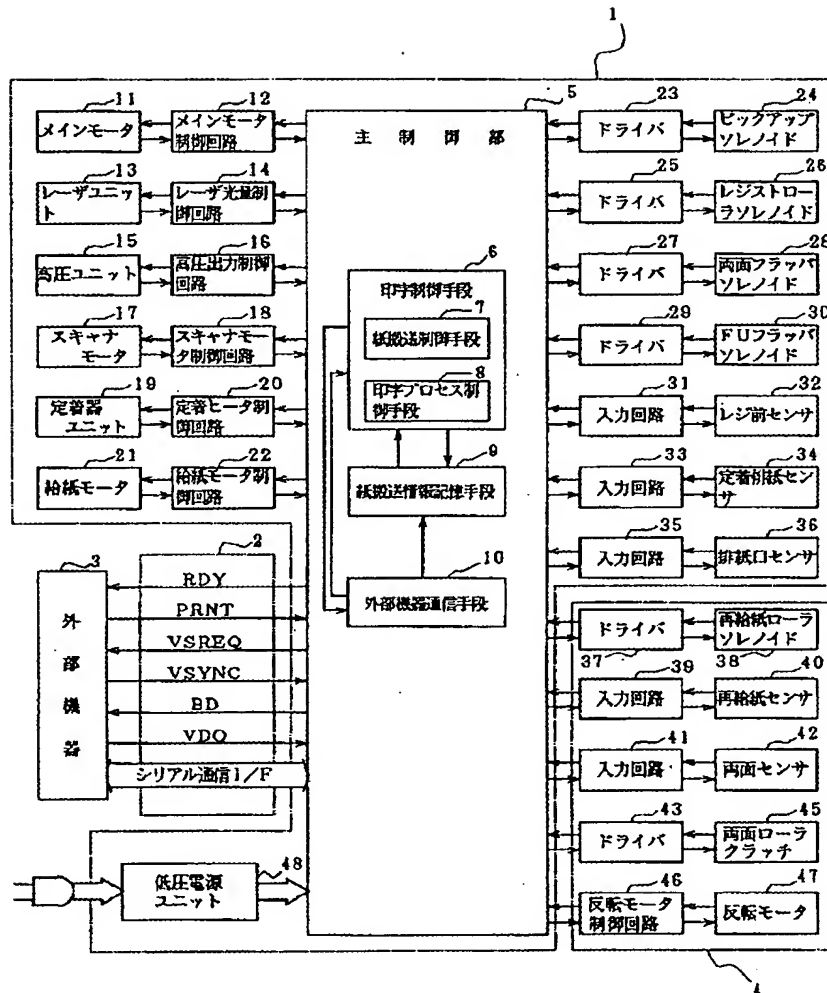 1
11
12
5
23
24
メインモータ
メインモータ
制御回路
主制御部
ドライバ
ピックアップ
ソレノイド
13
14
25
26
レーザユニッ
ト
レーザ光量制
御回路
ドライバ
レジストロー
ラソレノイド
15
16
6
27
28
高圧ユニット
高圧出力制御
回路
印字制御手段
ドライバ
両面フラッパ
ソレノイド
17
18
7
29
30
スキャナ
モータ
スキャナモー
タ制御回路
紙搬送制御手段
ドライバ
FUフラッパ
ソレノイド
19
20
8
31
32
定着器
ユニット
定着ヒータ制
御回路
印字プロセス制
御手段
入力回路
レジ前センサ
21
22
9
33
34
給紙モータ
給紙モータ制
御回路
紙搬送情報記憶手段
入力回路
定着排紙セン
サ
35
36
入力回路
排紙口センサ
3
2
10
外部機器
RDY
PRNT
VSREQ
VSYNC
BD
VDO
シリアル通信I/F
外部機器通信手段
ドライバ
再給紙ローラ
ソレノイド
37
38
39
40
入力回路
再給紙センサ
41
42
入力回路
両面センサ
43
45
ドライバ
両面ローラ
クラッチ
48
46
47
低圧電源
ユニット
反転モータ
制御回路
反転モータ
4